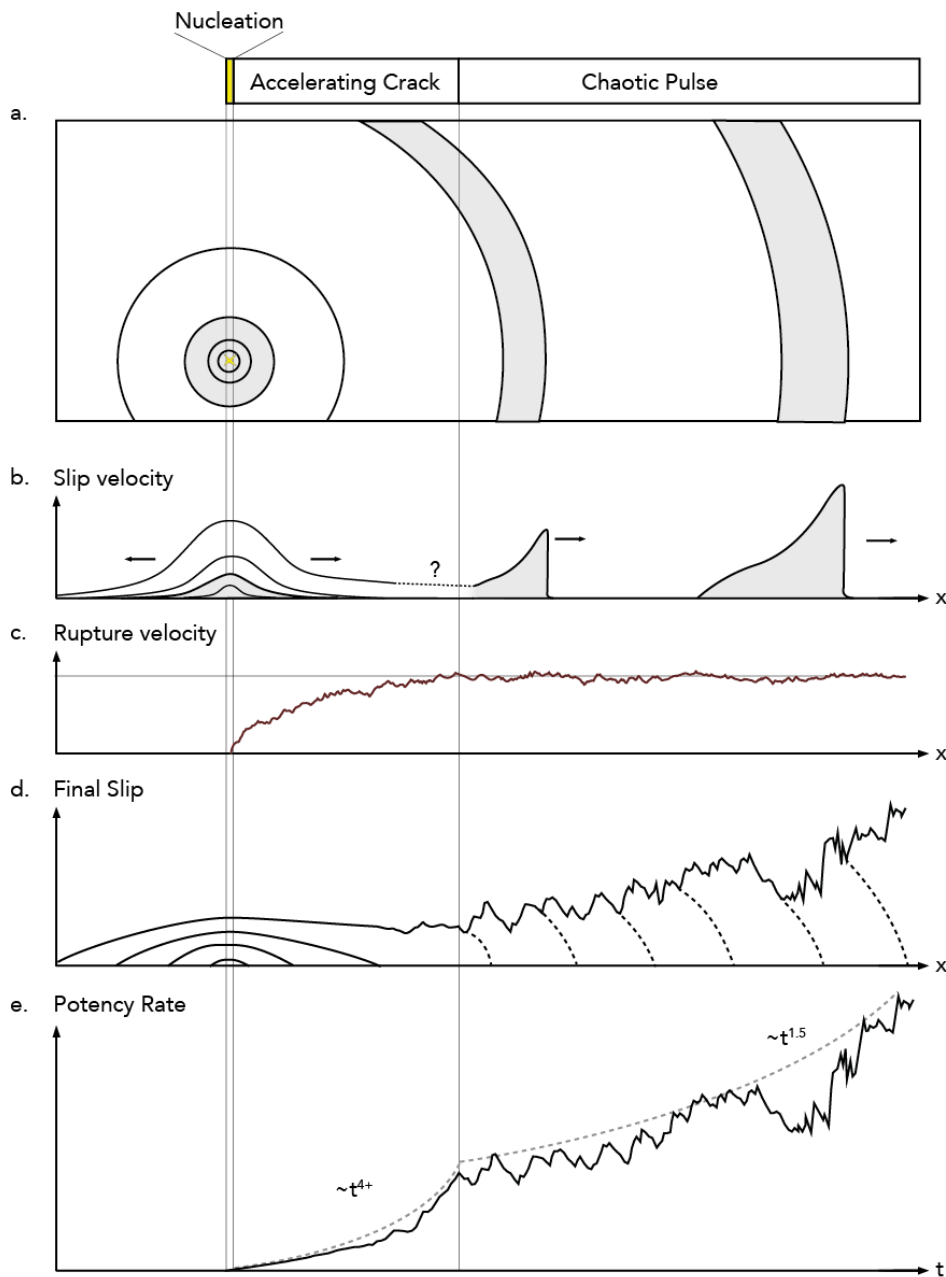 Nucleation
Accelerating Crack
Chaotic Pulse
a.
b. Slip velocity
?
x
c. Rupture velocity
x
d. Final Slip
x
e. Potency Rate
~t^1.5
~t^4+
t